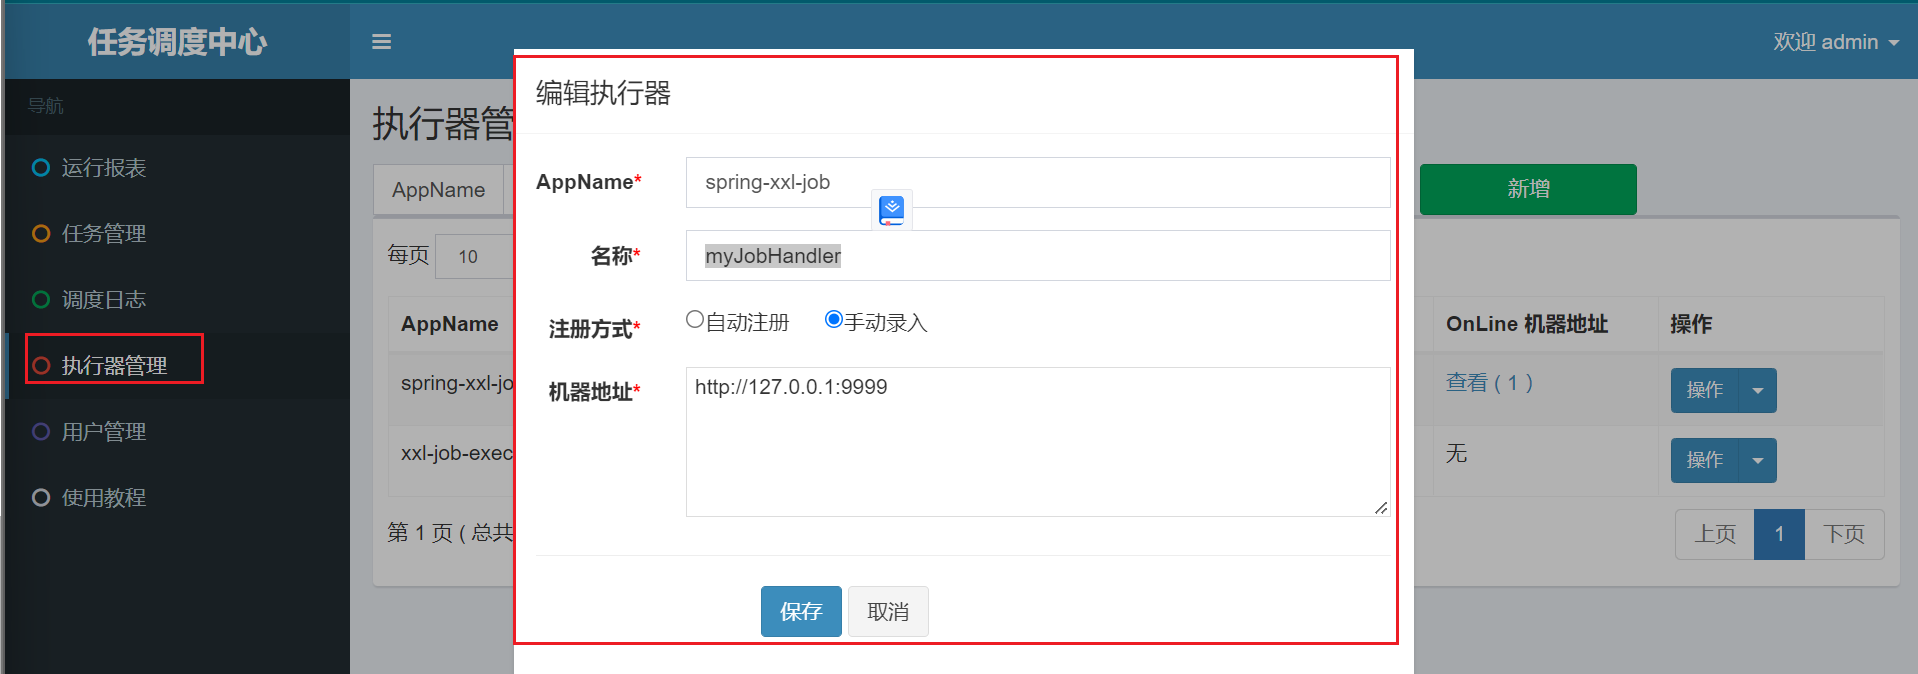 任务调度中心
欢迎 admin
导航
运行报表
任务管理
调度日志
执行器管理
用户管理
使用教程
执行器管
AppName
新增
每页 10
AppName
OnLine 机器地址
操作
spring-xxl-jo
查看 ( 1 )
操作
xxl-job-exec
无
操作
第 1 页 ( 总共
上页 1 下页
编辑执行器
AppName* spring-xxl-job
名称* myJobHandler
注册方式* 自动注册 手动录入
机器地址* http://127.0.0.1:9999
保存 取消